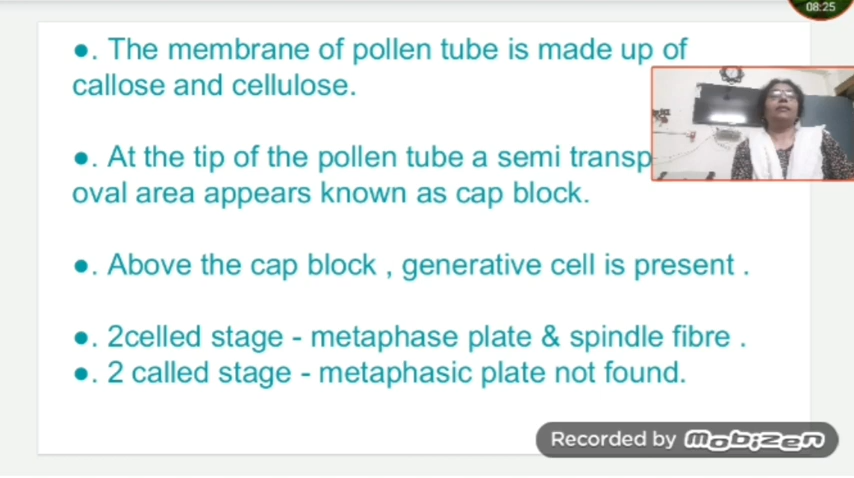 08:25
●. The membrane of pollen tube is made up of
callose and cellulose.
●. At the tip of the pollen tube a semi transp
oval area appears known as cap block.
●. Above the cap block , generative cell is present .
●. 2celled stage - metaphase plate & spindle fibre .
●. 2 called stage - metaphasic plate not found.
Recorded by mobizen